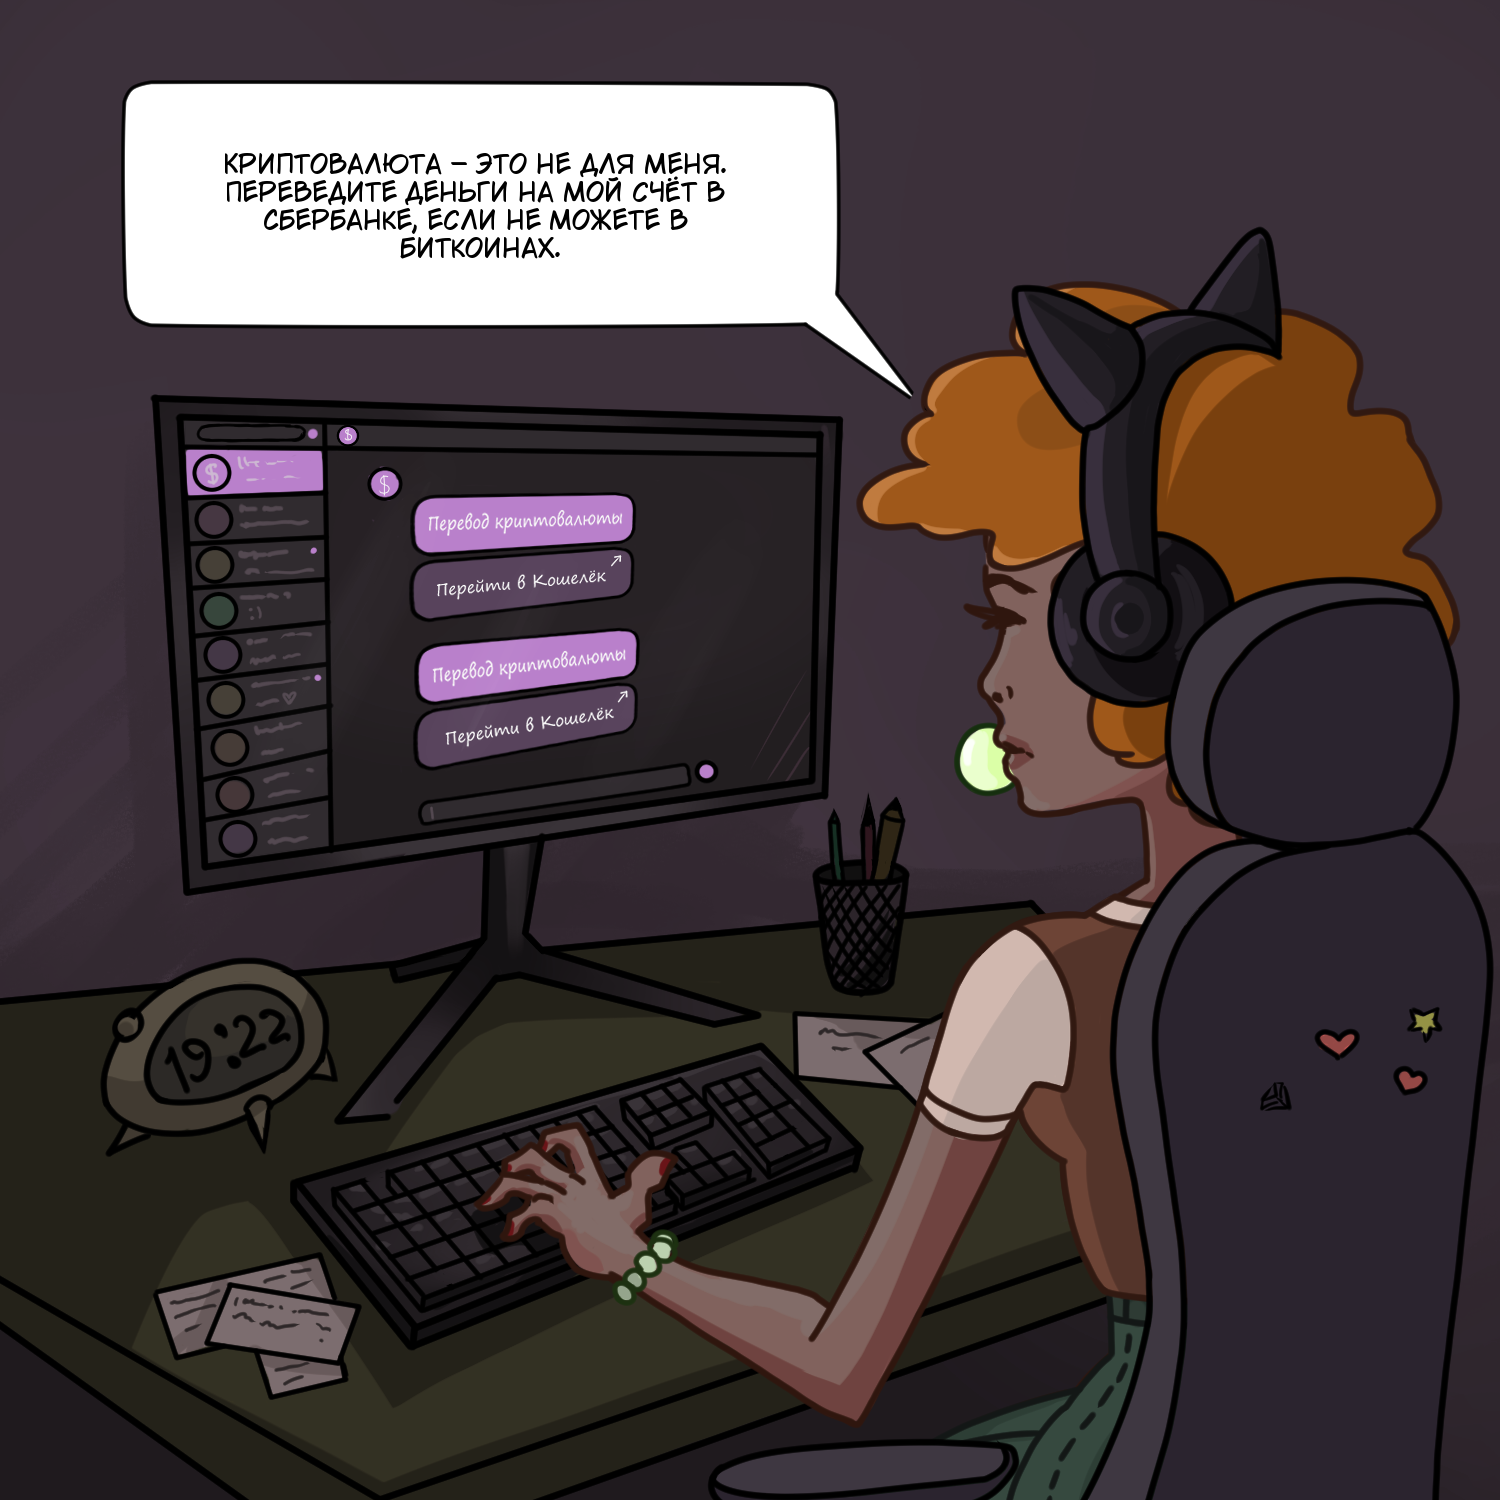 КРИПТОВАЛЮТА – ЭТО НЕ ДЛЯ МЕНЯ.
ПЕРЕВЕДИТЕ ДЕНЬГИ НА МОЙ СЧЁТ В
СБЕРБАНКЕ, ЕСЛИ НЕ МОЖЕТЕ В
БИТКОИНАХ.
$
$
$
Перевод криптовалюты
Перейти в Кошелёк
:)
Перевод криптовалюты
Перейти в Кошелёк
19:22